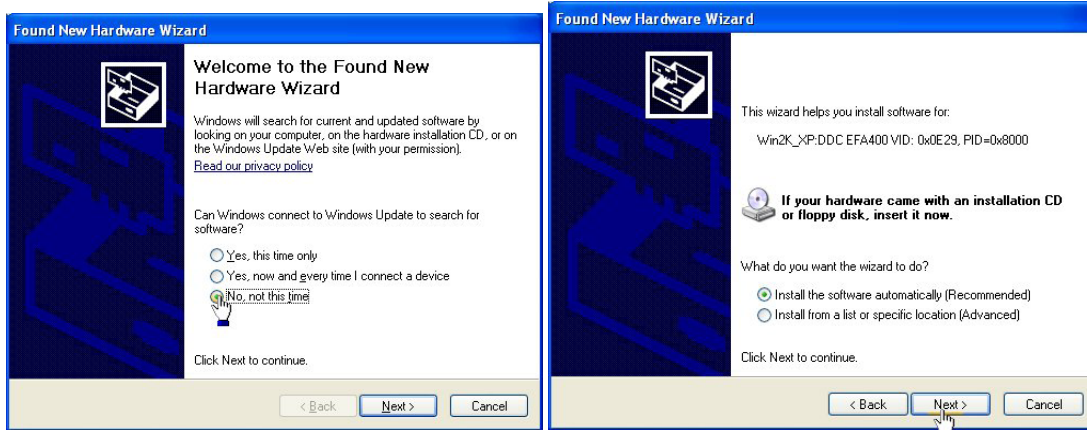 Found New Hardware Wizard
Welcome to the Found New
Hardware Wizard
Windows will search for current and updated software by
looking on your computer, on the hardware installation CD, or on
the Windows Update Web site (with your permission).
Read our privacy policy
Can Windows connect to Windows Update to search for
software?
Yes, this time only
Yes, now and every time I connect a device
No, not this time
Click Next to continue.
< Back
Next >
Cancel
Found New Hardware Wizard
This wizard helps you install software for:
Win2K_XP:DDC EFA400 VID: 0x0E29, PID=0x8000
If your hardware came with an installation CD
or floppy disk, insert it now.
What do you want the wizard to do?
Install the software automatically (Recommended)
Install from a list or specific location (Advanced)
Click Next to continue.
< Back
Next >
Cancel